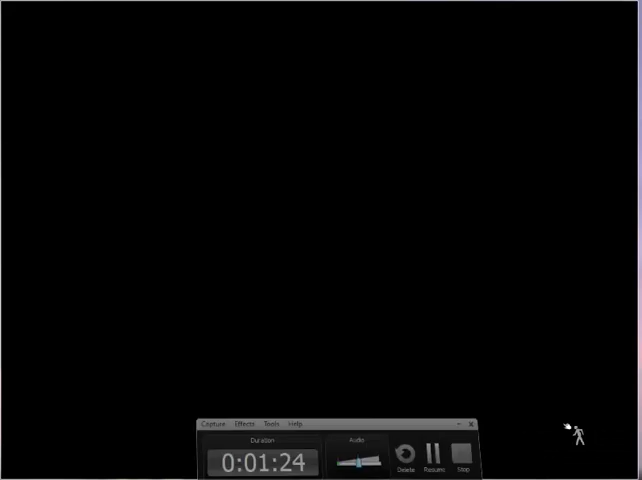 Capture Effects Tools Help
Duration
Audio
0:01:24
Delete Resume Stop